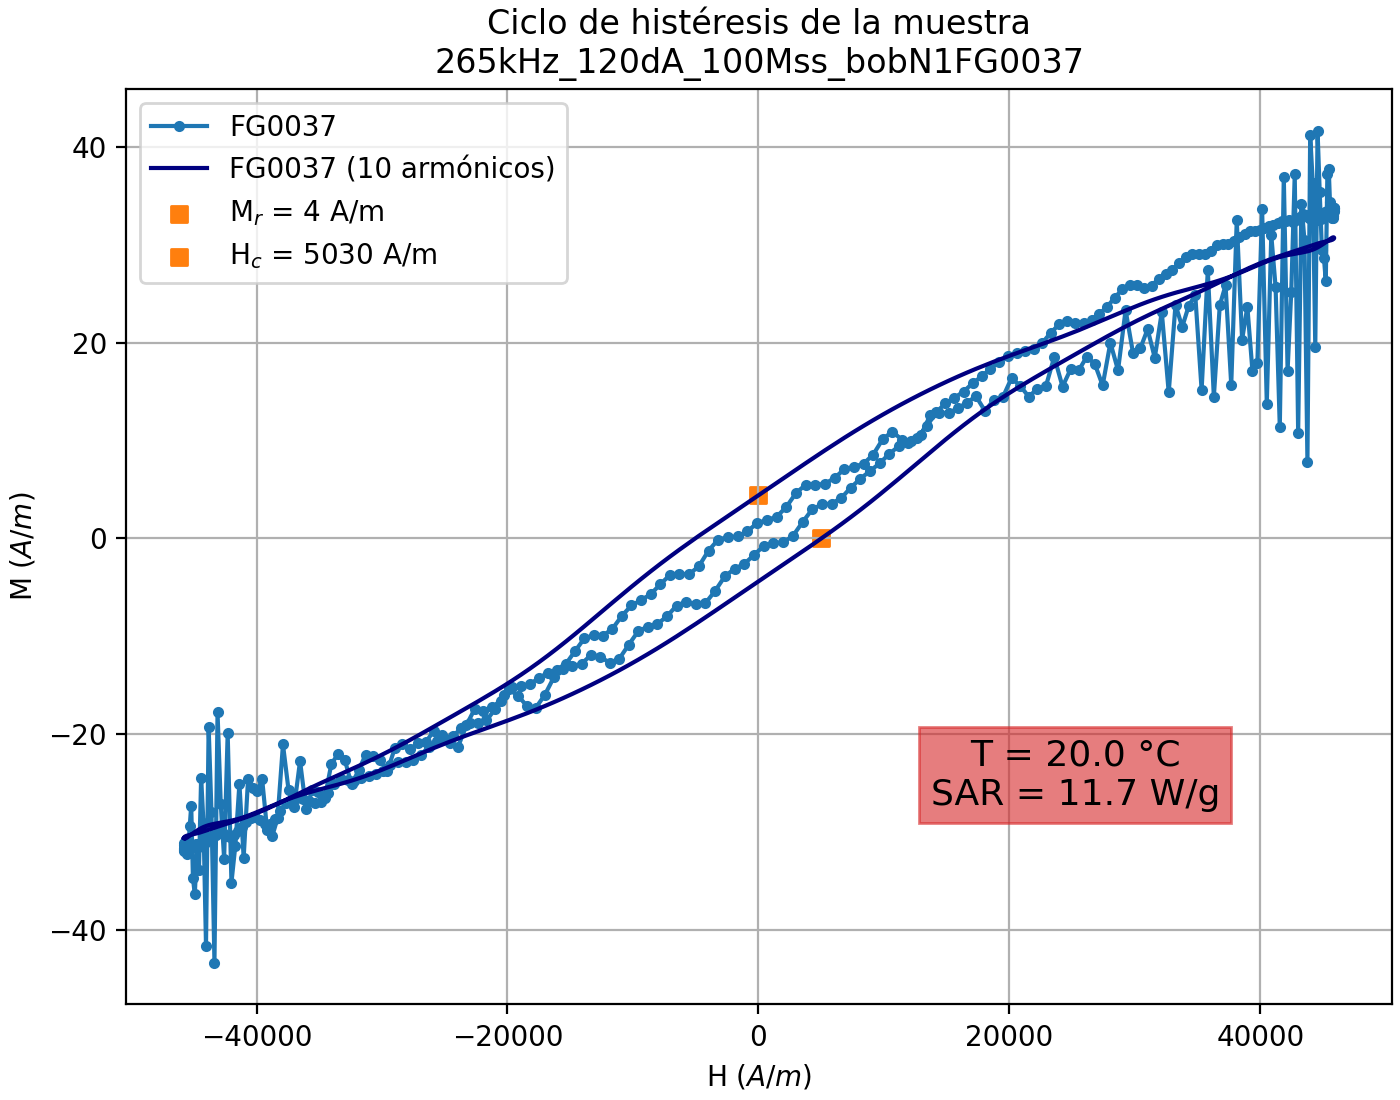 Ciclo de histéresis de la muestra
265kHz_120dA_100Mss_bobN1FG0037
FG0037
FG0037 (10 armónicos)
Mr = 4 A/m
Hc = 5030 A/m
40
20
0
−20
−40
M (A/m)
T = 20.0 °C
SAR = 11.7 W/g
−40000
−20000
0
20000
40000
H (A/m)